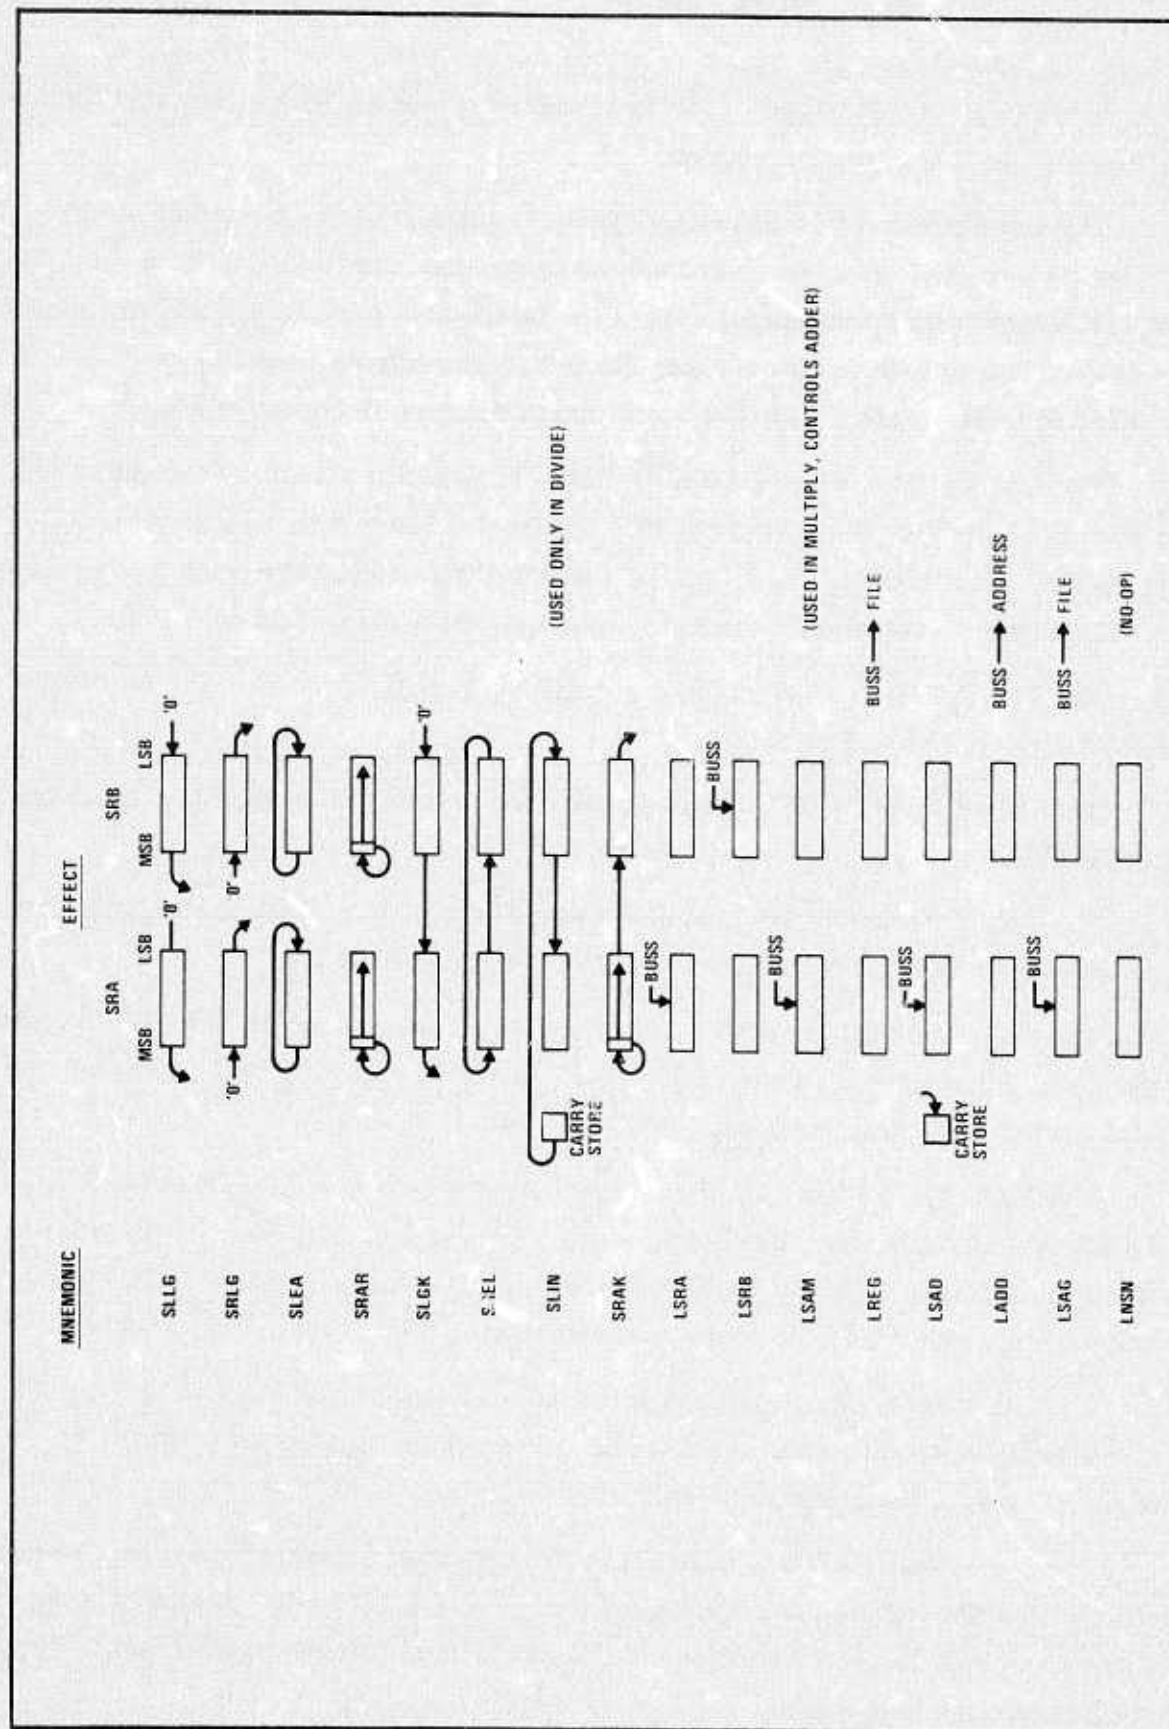 MNEMONIC EFFECT
SRA SRB
MSB LSB MSB LSB
SLLG '0' '0'
SRLG '0' '0'
SLEA
SRAR
SLGK '0'
SLIN CARRY STORE (USED ONLY IN DIVIDE)
SRAK
LSRA BUSS
LSRB BUSS
LSAM BUSS (USED IN MULTIPLY, CONTROLS ADDER)
LREG BUSS FILE
LSAD CARRY STORE BUSS
LADD BUSS ADDRESS
LSAG BUSS BUSS FILE
LNSN (NO-OP)